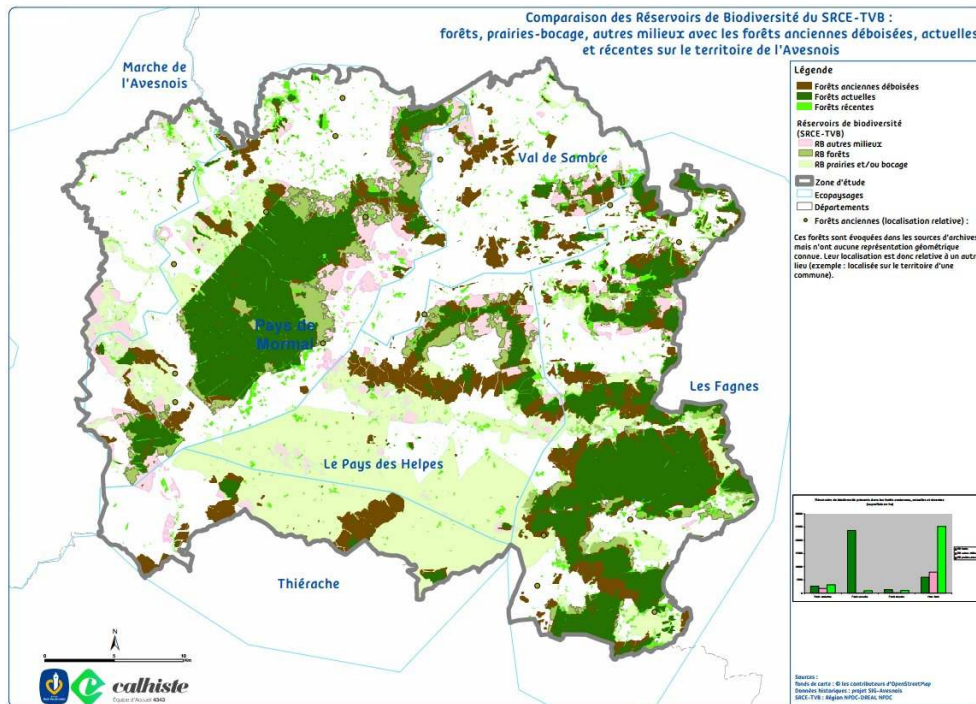 Comparaison des Réservoirs de Biodiversité du SRCE-TVB :
forêts, prairies-bocage, autres milieux avec les forêts anciennes déboisées, actuelles
et récentes sur le territoire de l'Avesnois
Marche de
l'Avesnois
Val de Sambre
Pays de
Mormal
Les Fagnes
Le Pays des Helpes
Thiérache
Légende
Forêts anciennes déboisées
Forêts actuelles
Forêts récentes
Réservoirs de biodiversité
(SRCE-TVB)
RB autres milieux
RB forêts
RB prairies et/ou bocage
Zone d'étude
Ecopaysages
Départements
Forêts anciennes (localisation relative) :
Ces forêts sont évoquées dans les sources d'archives
mais n'ont aucune représentation géométrique
connue. Leur localisation est donc relative à un autre
lieu (exemple : localisée sur le territoire d'une
commune).
N
0 5 10
Km
calhiste
Équipe d'Accueil 4343
Sources :
Fonds de carte : © les contributeurs d'OpenStreetMap
Données historiques : projet SIG-Avesnois
SRCE-TVB : Région NPDC-DREAL NPDC